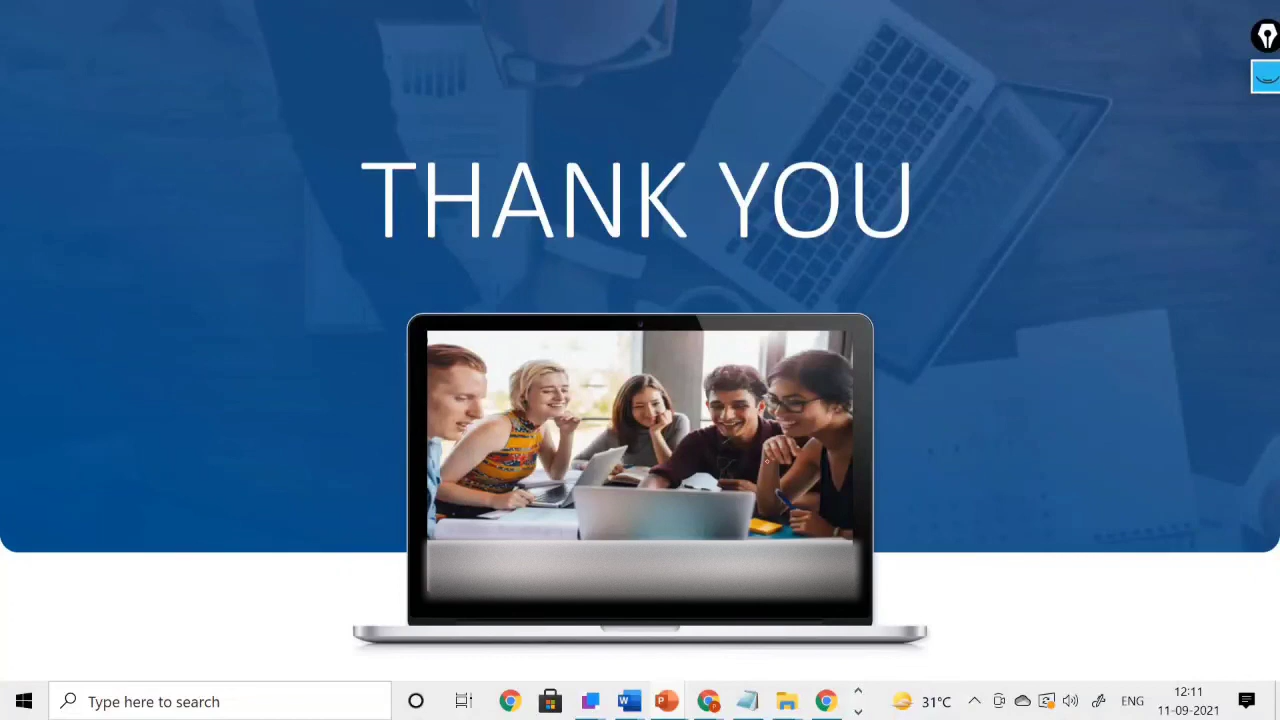 THANK YOU
Type here to search
31°C
ENG
12:11
11-09-2021